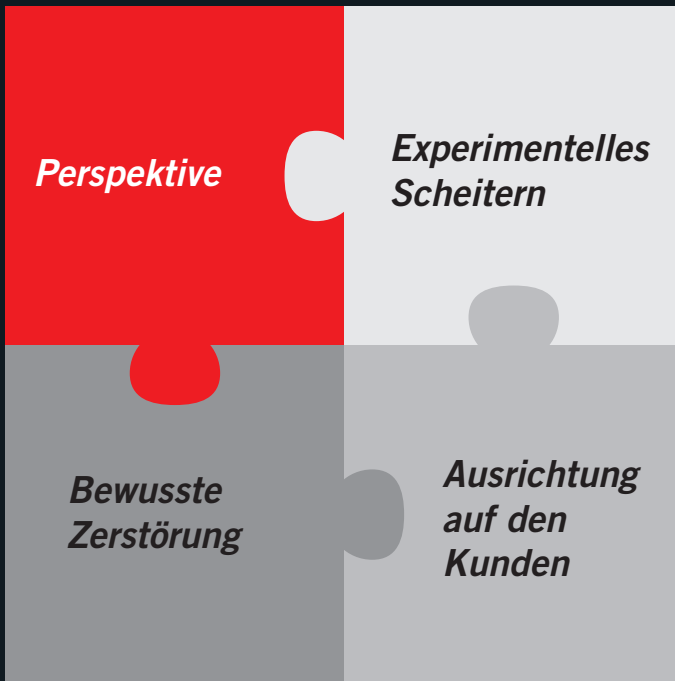 Perspektive
Experimentelles
Scheitern
Bewusste
Zerstörung
Ausrichtung
auf den
Kunden